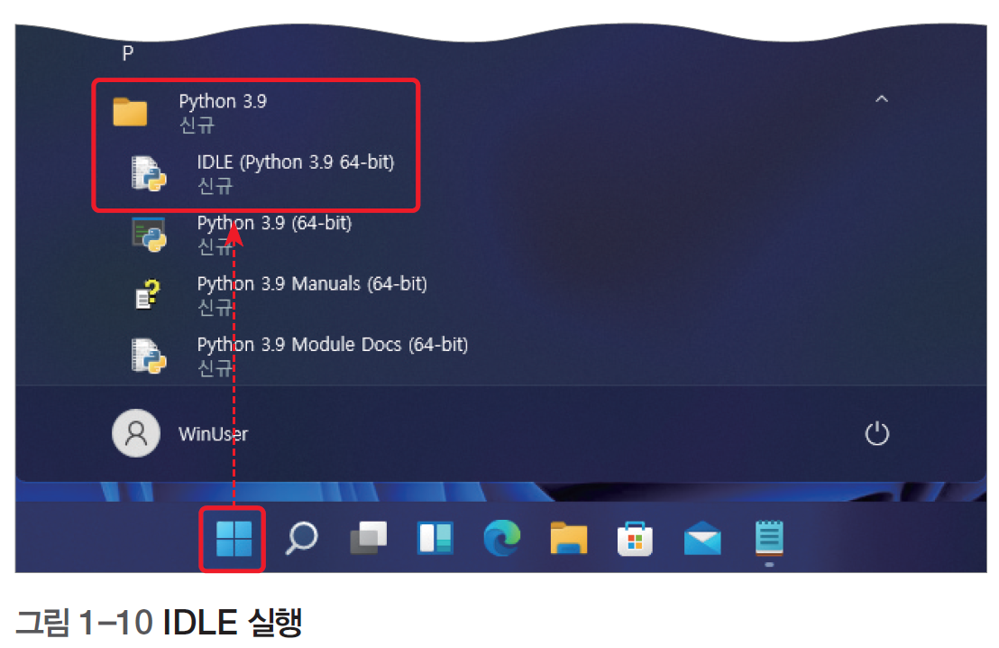 P
Python 3.9
신규
IDLE (Python 3.9 64-bit)
신규
Python 3.9 (64-bit)
신규
Python 3.9 Manuals (64-bit)
신규
Python 3.9 Module Docs (64-bit)
신규
WinUser
그림 1-10 IDLE 실행